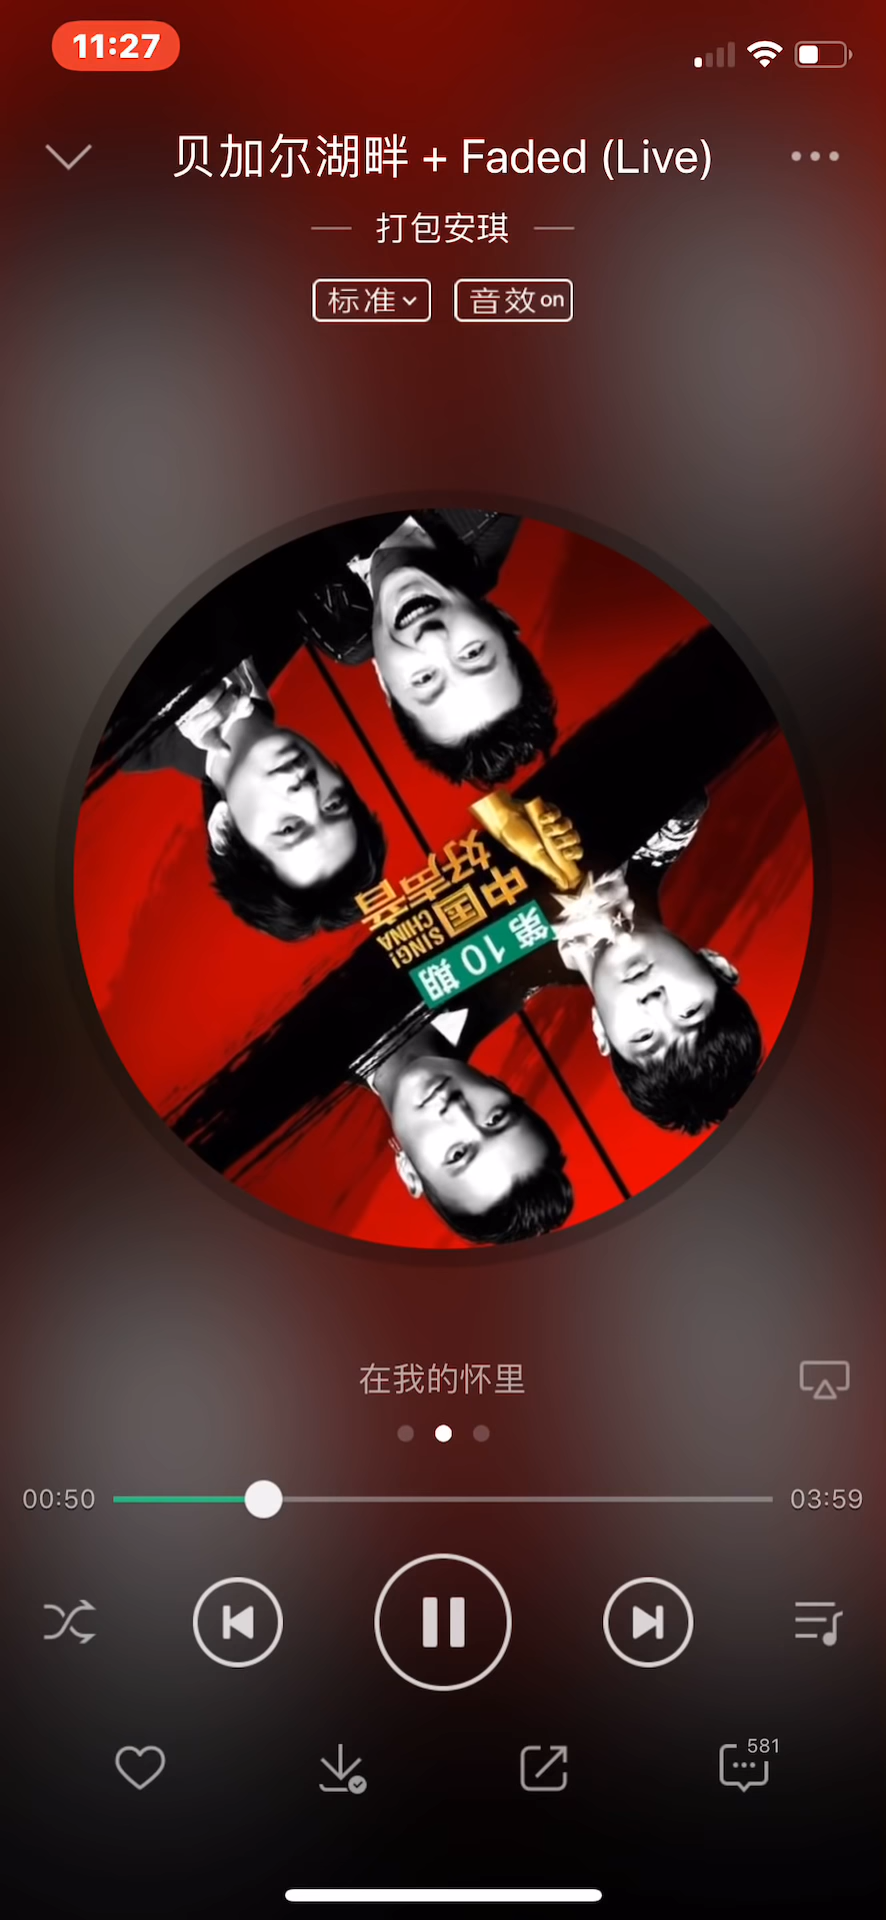 11:27
贝加尔湖畔 + Faded (Live)
打包安琪
标准
音效on
中国
好声音
SING!
CHINA
第10期
在我的怀里
00:50
03:59
581